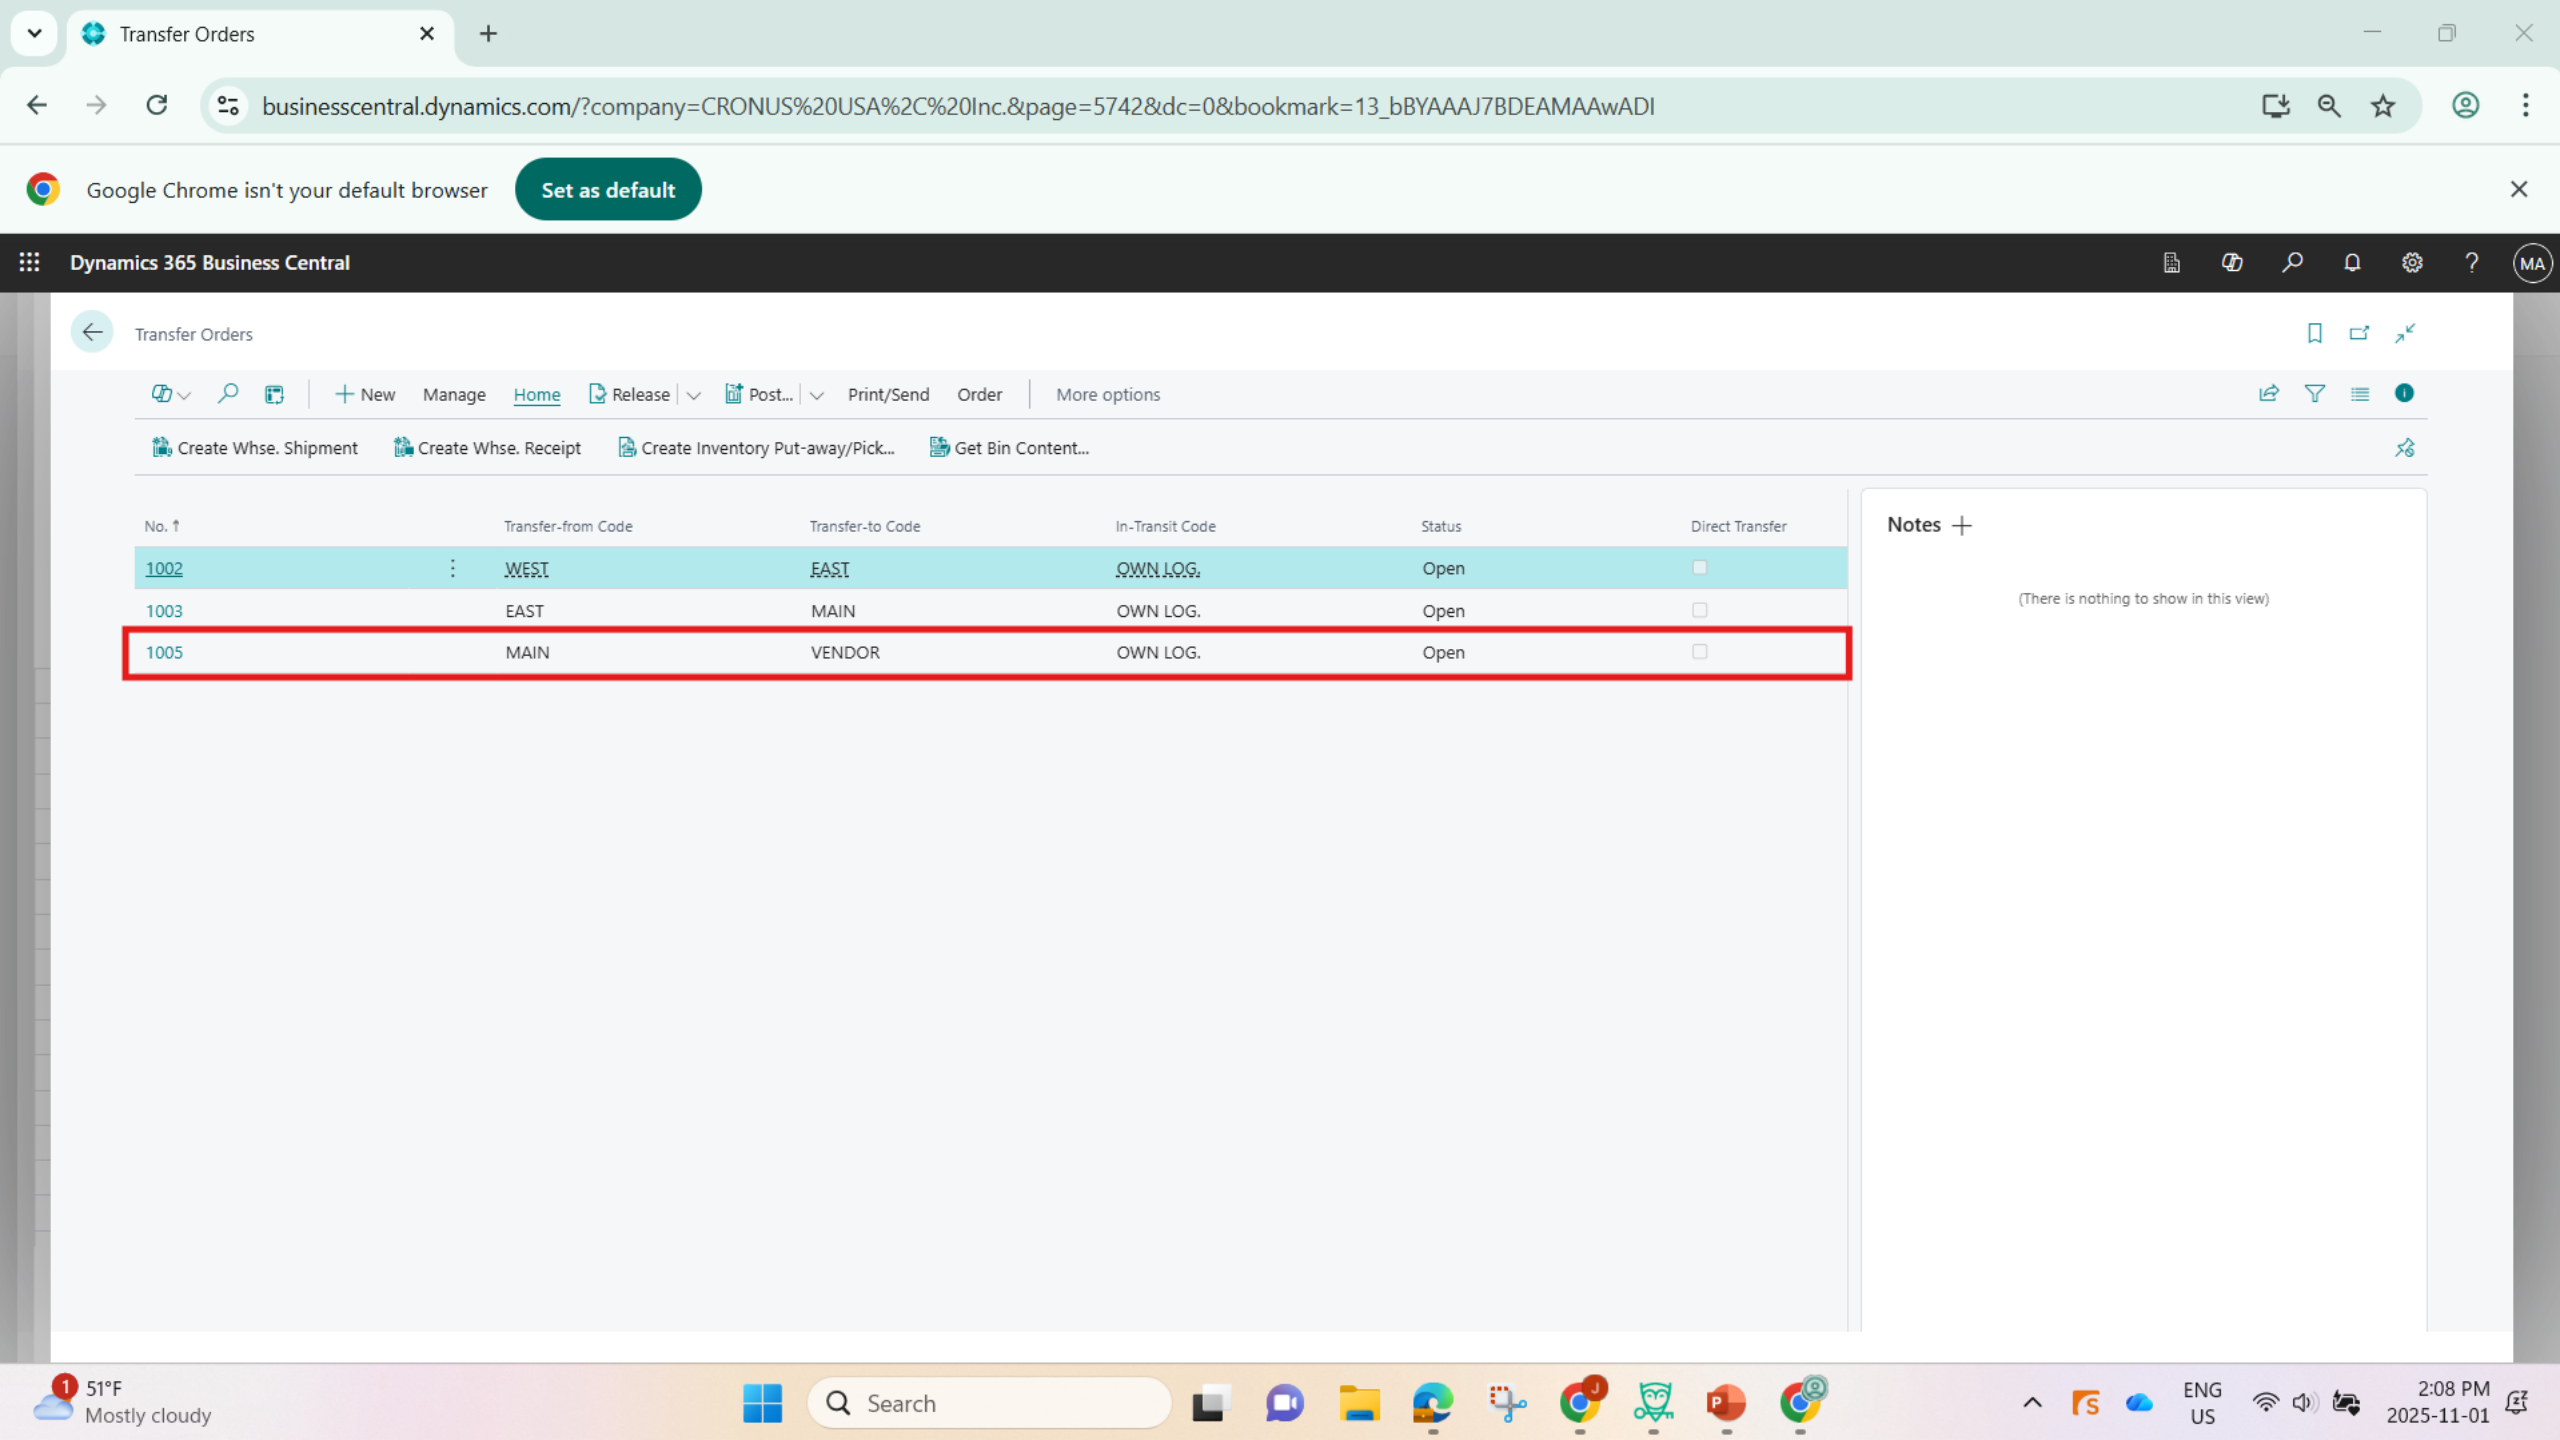 Transfer Orders
businesscentral.dynamics.com/?company=CRONUS%20USA%2C%20Inc.&page=5742&dc=0&bookmark=13_bBYAAAJ7BDEAMAAwADI
Google Chrome isn't your default browser Set as default
Dynamics 365 Business Central MA
Transfer Orders
New Manage Home Release Post... Print/Send Order More options
Create Whse. Shipment Create Whse. Receipt Create Inventory Put-away/Pick... Get Bin Content...
No. ↑ Transfer-from Code Transfer-to Code In-Transit Code Status Direct Transfer
1002 WEST EAST OWN LOG. Open
1003 EAST MAIN OWN LOG. Open
1005 MAIN VENDOR OWN LOG. Open
Notes
(There is nothing to show in this view)
1 51°F
Mostly cloudy
Search
J
P
S
ENG
US
2:08 PM
2025-11-01